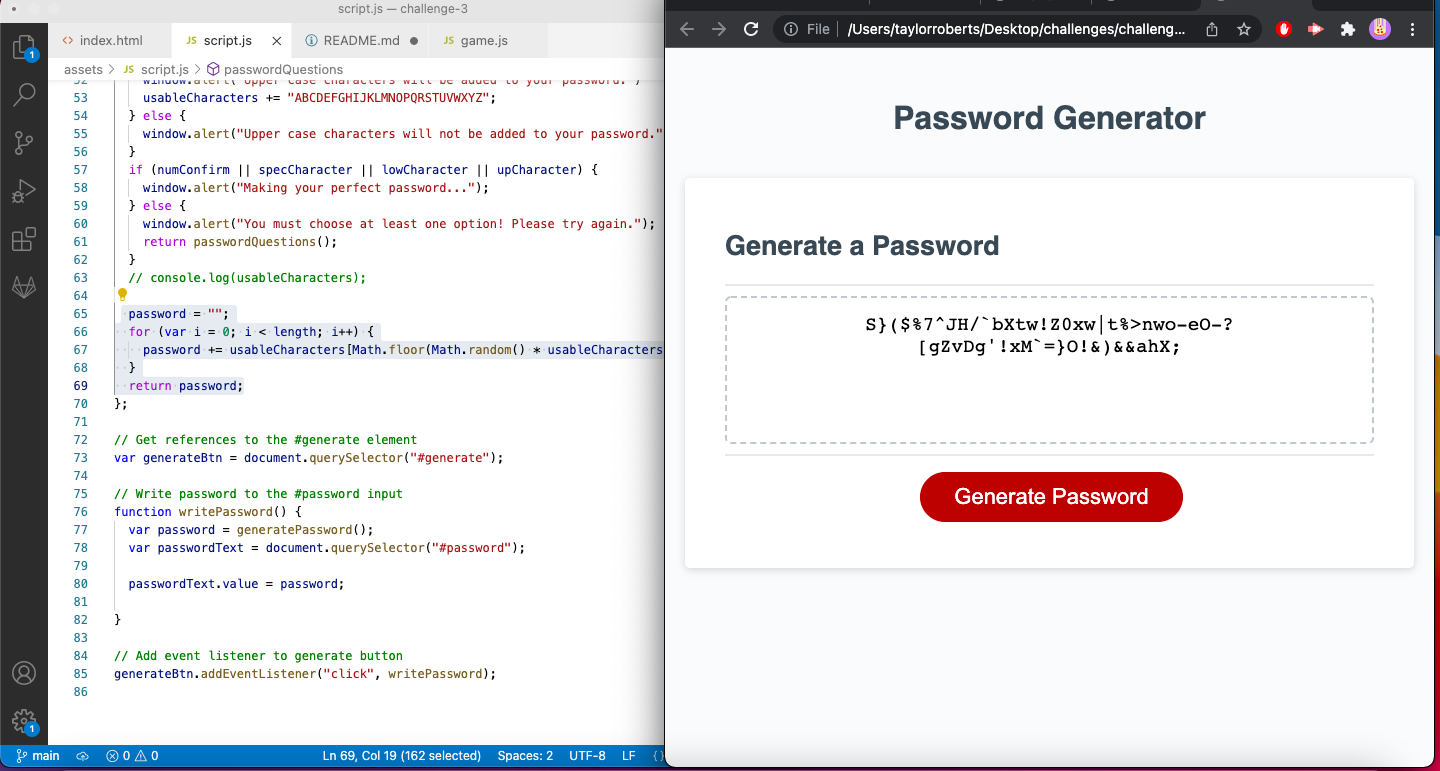 script.js — challenge-3
index.html
JS script.js
README.md
JS game.js
assets > JS script.js > passwordQuestions
52 window.alert("Upper case characters will be added to your password.")
53 usableCharacters += "ABCDEFGHIJKLMNOPQRSTUVWXYZ";
54 } else {
55 window.alert("Upper case characters will not be added to your password."
56 }
57 if (numConfirm || specCharacter || lowCharacter || upCharacter) {
58 window.alert("Making your perfect password...");
59 } else {
60 window.alert("You must choose at least one option! Please try again.");
61 return passwordQuestions();
62 }
63 // console.log(usableCharacters);
64
65 password = "";
66 for (var i = 0; i < length; i++) {
67 password += usableCharacters[Math.floor(Math.random() * usableCharacters
68 }
69 return password;
70 };
71
72 // Get references to the #generate element
73 var generateBtn = document.querySelector("#generate");
74
75 // Write password to the #password input
76 function writePassword() {
77 var password = generatePassword();
78 var passwordText = document.querySelector("#password");
79
80 passwordText.value = password;
81
82 }
83
84 // Add event listener to generate button
85 generateBtn.addEventListener("click", writePassword);
86
1
1
main
0 0
Ln 69, Col 19 (162 selected)
Spaces: 2
UTF-8
LF
{}
File | /Users/taylorroberts/Desktop/challenges/challeng...
Password Generator
Generate a Password
S}($%7^JH/`bXtw!Z0xw|t%>nwo-eO-?
[gZvDg'!xM`=}O!&)&&ahX;
Generate Password